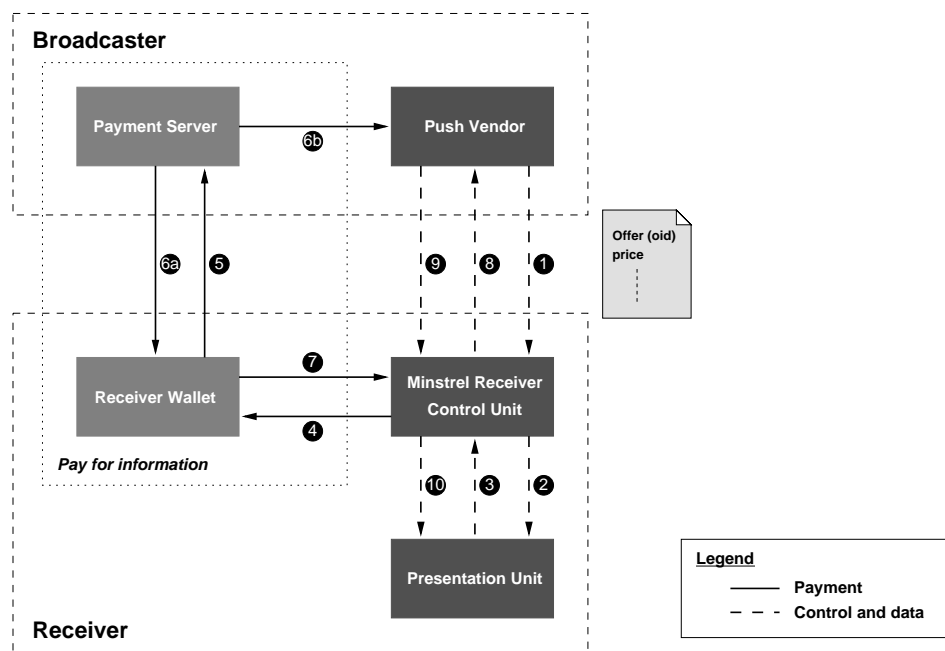 Broadcaster
Payment Server
Push Vendor
6b
6a
5
9
8
1
Offer (oid)
price
7
Receiver Wallet
Minstrel Receiver
Control Unit
4
Pay for information
10
3
2
Presentation Unit
Receiver
Legend
Payment
Control and data